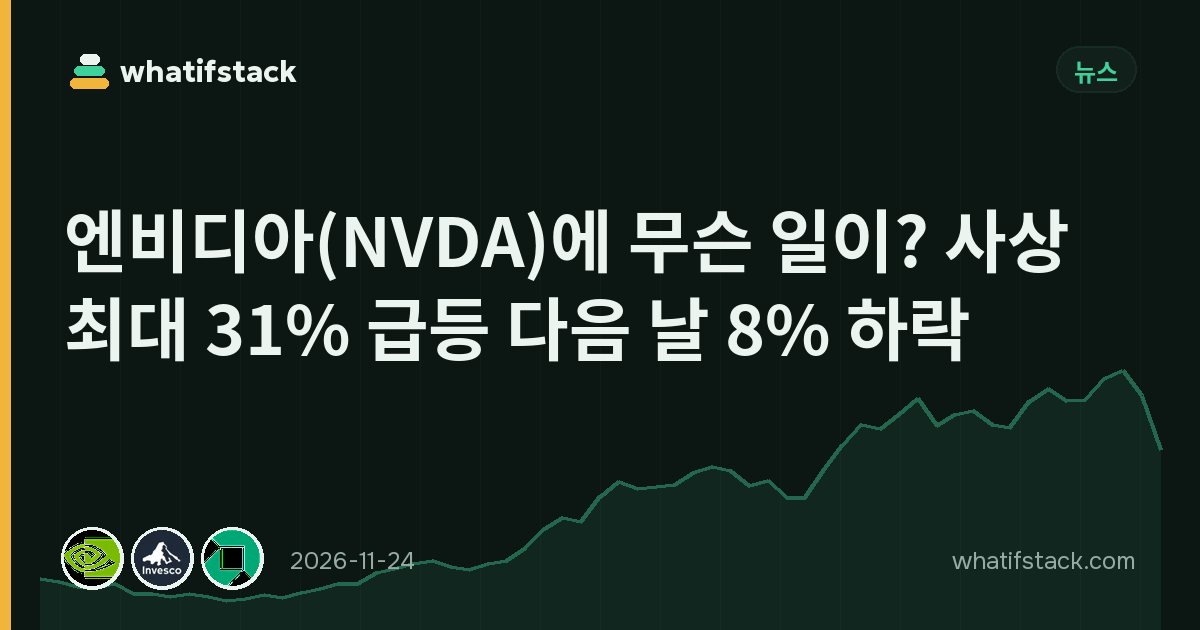 whatifstack
뉴스
엔비디아(NVDA)에 무슨 일이? 사상
최대 31% 급등 다음 날 8% 하락
Invesco
2026-11-24
whatifstack.com